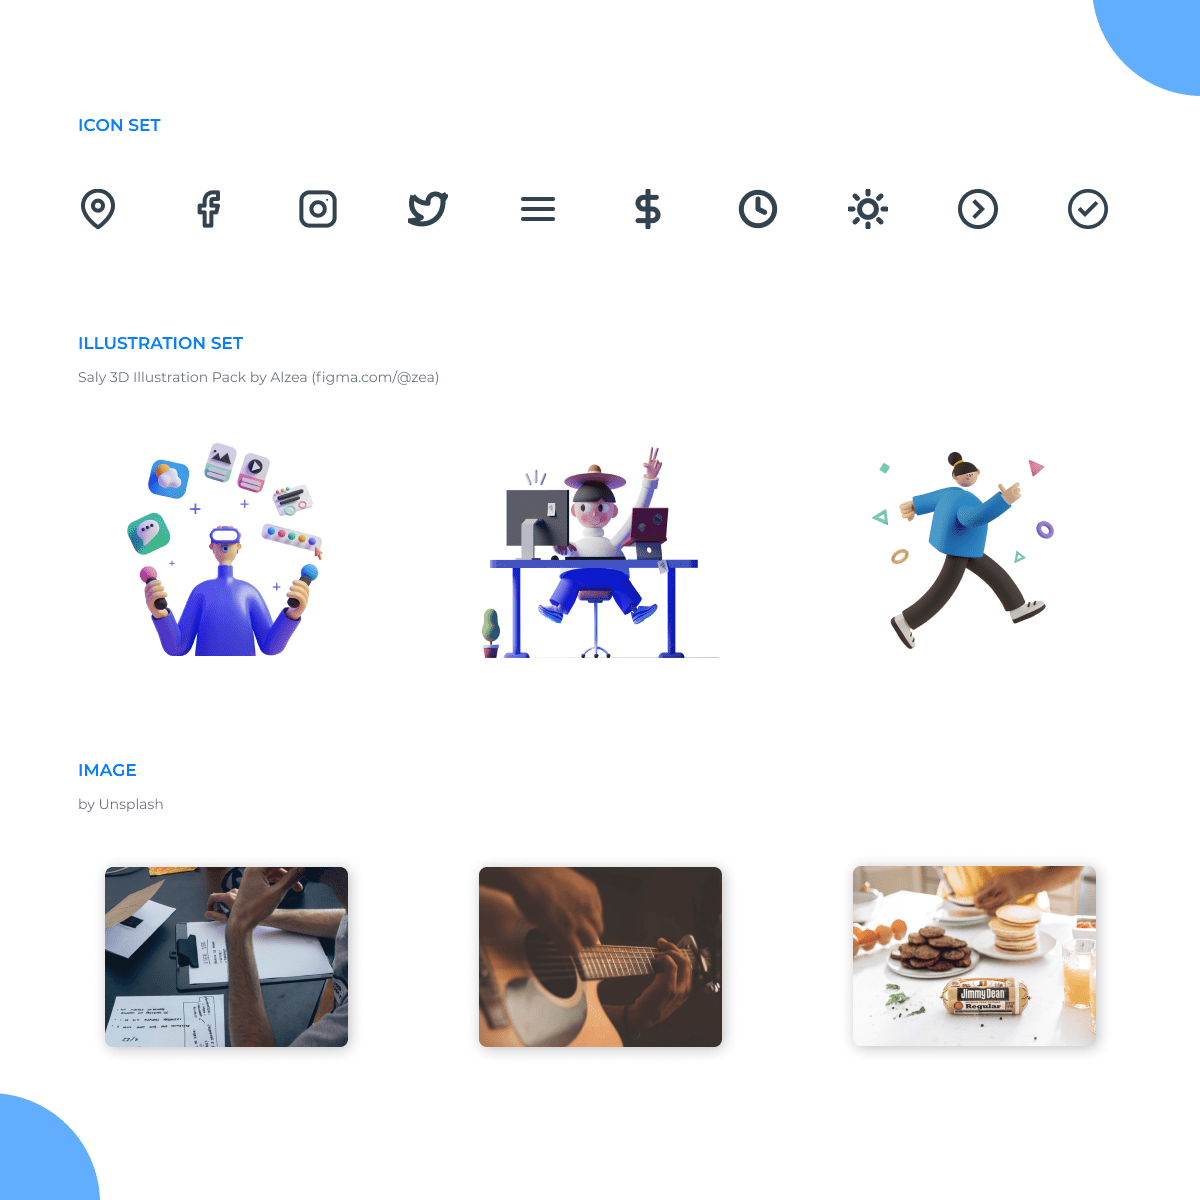 ICON SET
ILLUSTRATION SET
Saly 3D Illustration Pack by Alzea (figma.com/@zea)
IMAGE
by Unsplash
Jimmy Dean
Regular